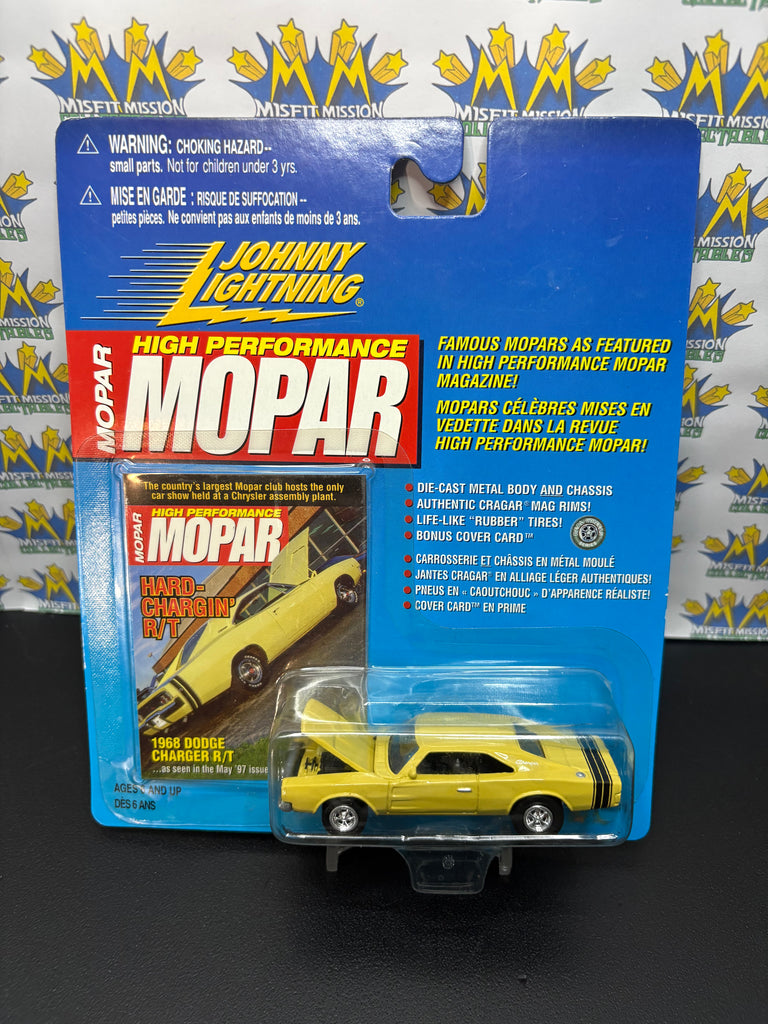 MISFIT MISSION
MISFIT MISSION
MISFIT MISSION
WARNING: CHOKING HAZARD--
small parts. Not for children under 3 yrs.
MISE EN GARDE : RISQUE DE SUFFOCATION --
petites pièces. Ne convient pas aux enfants de moins de 3 ans.
JOHNNY
LIGHTNING®
MOPAR
HIGH PERFORMANCE
MOPAR
FAMOUS MOPARS AS FEATURED
IN HIGH PERFORMANCE MOPAR
MAGAZINE!
MOPARS CÉLÈBRES MISES EN
VEDETTE DANS LA REVUE
HIGH PERFORMANCE MOPAR!
DIE-CAST METAL BODY AND CHASSIS
AUTHENTIC CRAGAR® MAG RIMS!
LIFE-LIKE "RUBBER" TIRES!
BONUS COVER CARD™
CARROSSERIE ET CHÂSSIS EN MÉTAL MOULÉ
JANTES CRAGAR® EN ALLIAGE LÉGER AUTHENTIQUES!
PNEUS EN « CAOUTCHOUC » D'APPARENCE RÉALISTE!
COVER CARD™ EN PRIME
The country's largest Mopar club hosts the only
car show held at a Chrysler assembly plant.
MOPAR
HIGH PERFORMANCE
MOPAR
HARD-
CHARGIN'
R/T
1968 DODGE
CHARGER R/T
...as seen in the May '97 issue
AGES AND UP
DÈS 6 ANS